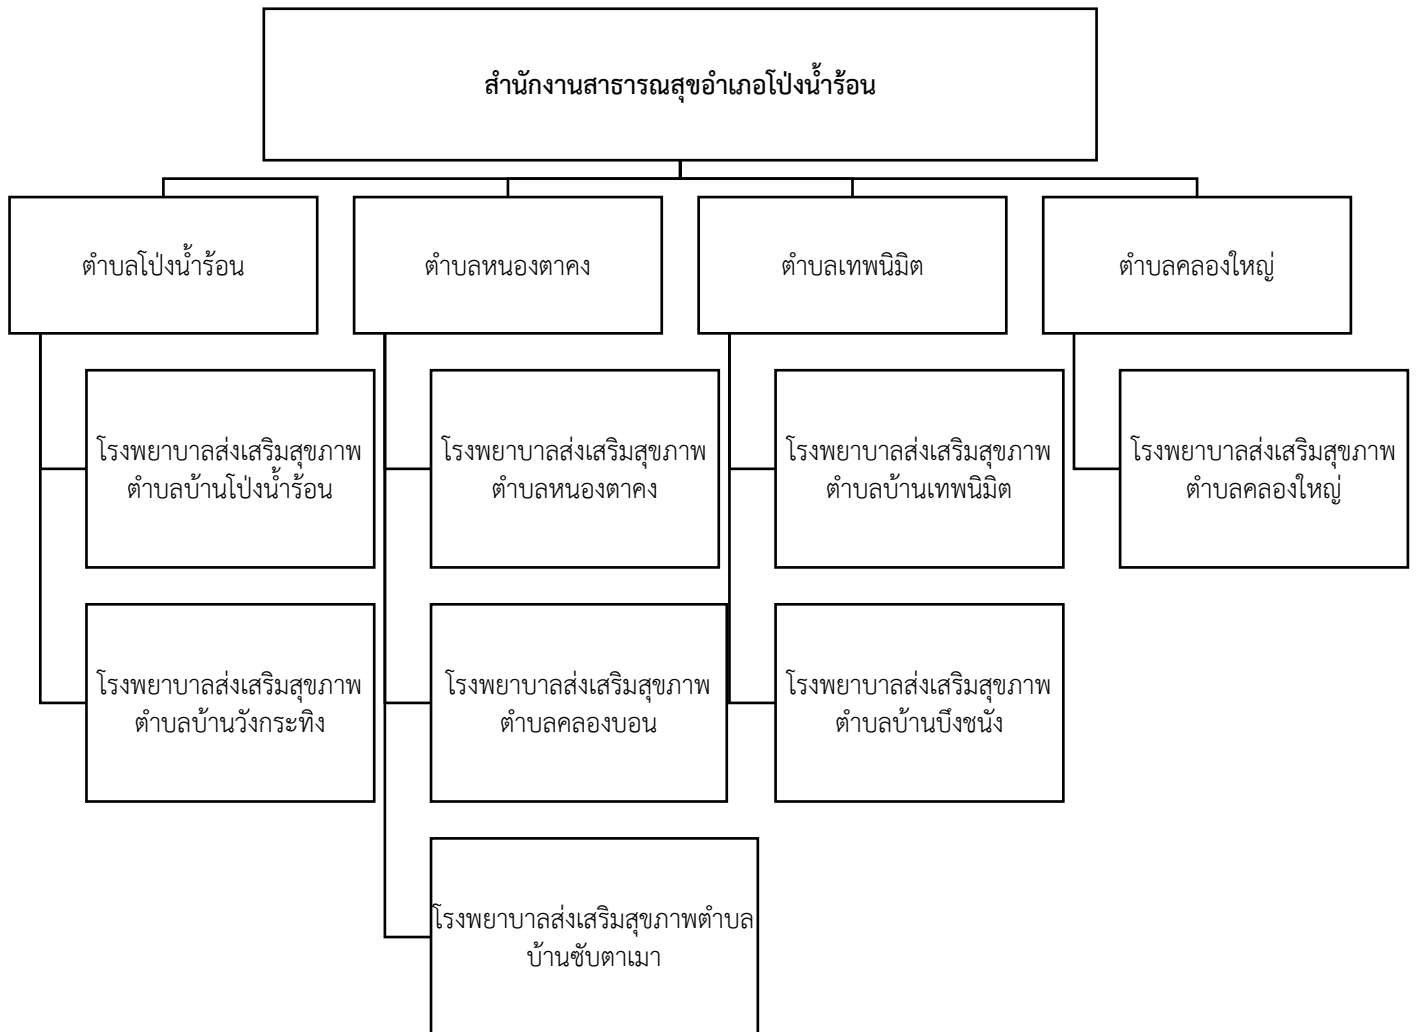 สำนักงานสาธารณสุขอำเภอโป่งน้ำร้อน
ตำบลโป่งน้ำร้อน
ตำบลหนองตาคง
ตำบลเทพนิมิต
ตำบลคลองใหญ่
โรงพยาบาลส่งเสริมสุขภาพ
ตำบลบ้านโป่งน้ำร้อน
โรงพยาบาลส่งเสริมสุขภาพ
ตำบลหนองตาคง
โรงพยาบาลส่งเสริมสุขภาพ
ตำบลบ้านเทพนิมิต
โรงพยาบาลส่งเสริมสุขภาพ
ตำบลคลองใหญ่
โรงพยาบาลส่งเสริมสุขภาพ
ตำบลบ้านวังกระทิง
โรงพยาบาลส่งเสริมสุขภาพ
ตำบลคลองบอน
โรงพยาบาลส่งเสริมสุขภาพ
ตำบลบ้านบึงชนัง
โรงพยาบาลส่งเสริมสุขภาพตำบล
บ้านซับตาเมา